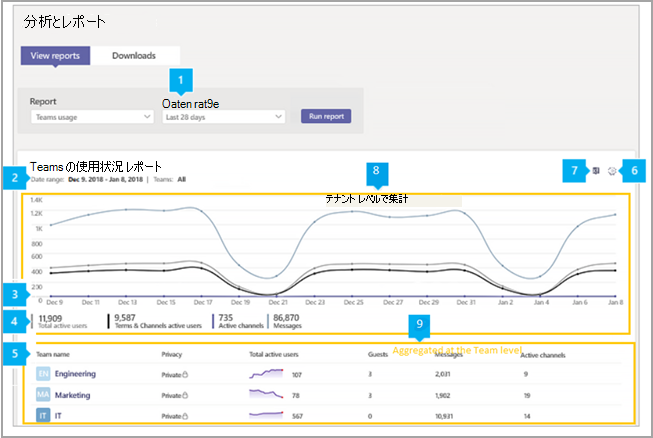 分析とレポート
View reports Downloads
1
Report Oaten rat9e
Teams usage Last 28 days Run report
Teams の使用状況レポート
8 7 6
2 Date range: Dec 9. 2018 - Jan 8, 2018 | Teams: All
テナント レベルで集計
1.4K
1.2K
1K
800
600
400
200
3 0
Dec 9 Dec 11 Dec 13 Dec 15 Dec 17 Dec 19 Dec 21 Dec 23 Dec 25 Dec 27 Dec 29 Dec 31 Jan 2 Jan 4 Jan 6 Jan 8
4 11,909 9,587 735 86,870
Total active users Terms & Channels active users Active channels Messages
9
Aggregated at the Team level
5 Team name Privacy Total active users Guests Messages Active channels
EN Engineering Private 107 3 2,031 9
MA Marketing Private 78 3 1,902 19
IT IT Private 567 0 10,931 14